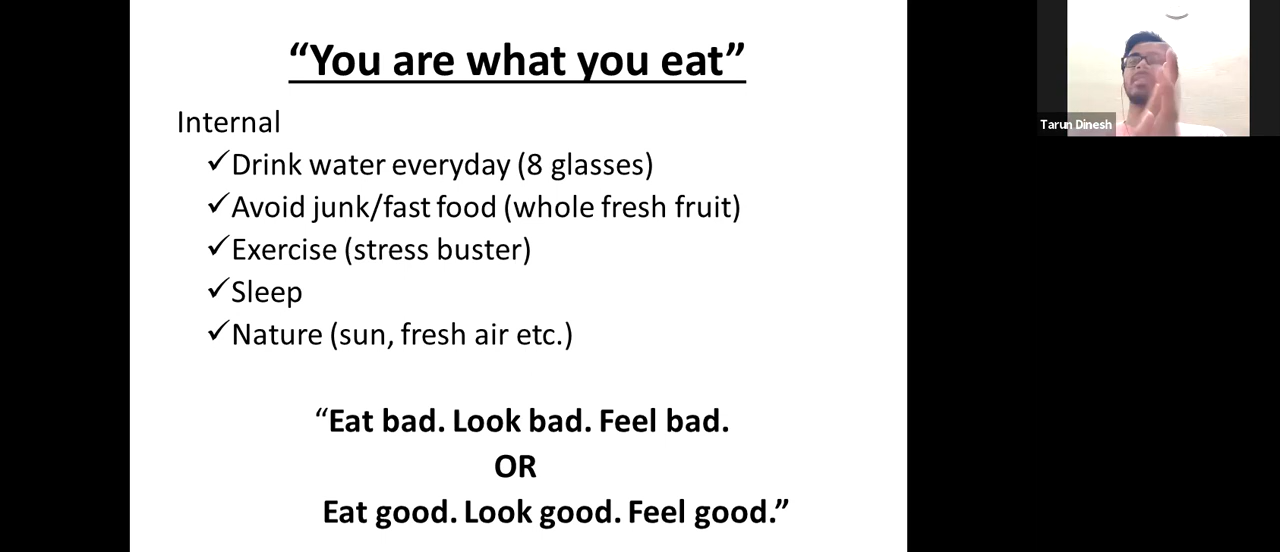 “You are what you eat”
Internal
✓Drink water everyday (8 glasses)
✓Avoid junk/fast food (whole fresh fruit)
✓Exercise (stress buster)
✓Sleep
✓Nature (sun, fresh air etc.)
“Eat bad. Look bad. Feel bad.
OR
Eat good. Look good. Feel good.”
Tarun Dinesh